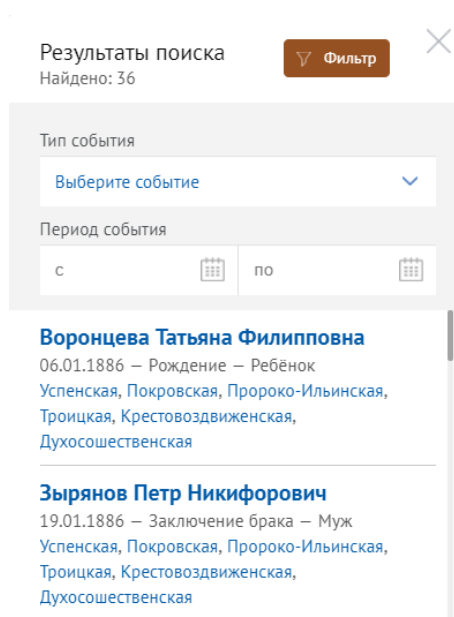 Результаты поиска
Фильтр
Найдено: 36
Тип события
Выберите событие
Период события
с
по
Воронцева Татьяна Филипповна
06.01.1886 — Рождение — Ребёнок
Успенская, Покровская, Пророко-Ильинская,
Троицкая, Крестовоздвиженская,
Духосошественская
Зырянов Петр Никифорович
19.01.1886 — Заключение брака — Муж
Успенская, Покровская, Пророко-Ильинская,
Троицкая, Крестовоздвиженская,
Духосошественская